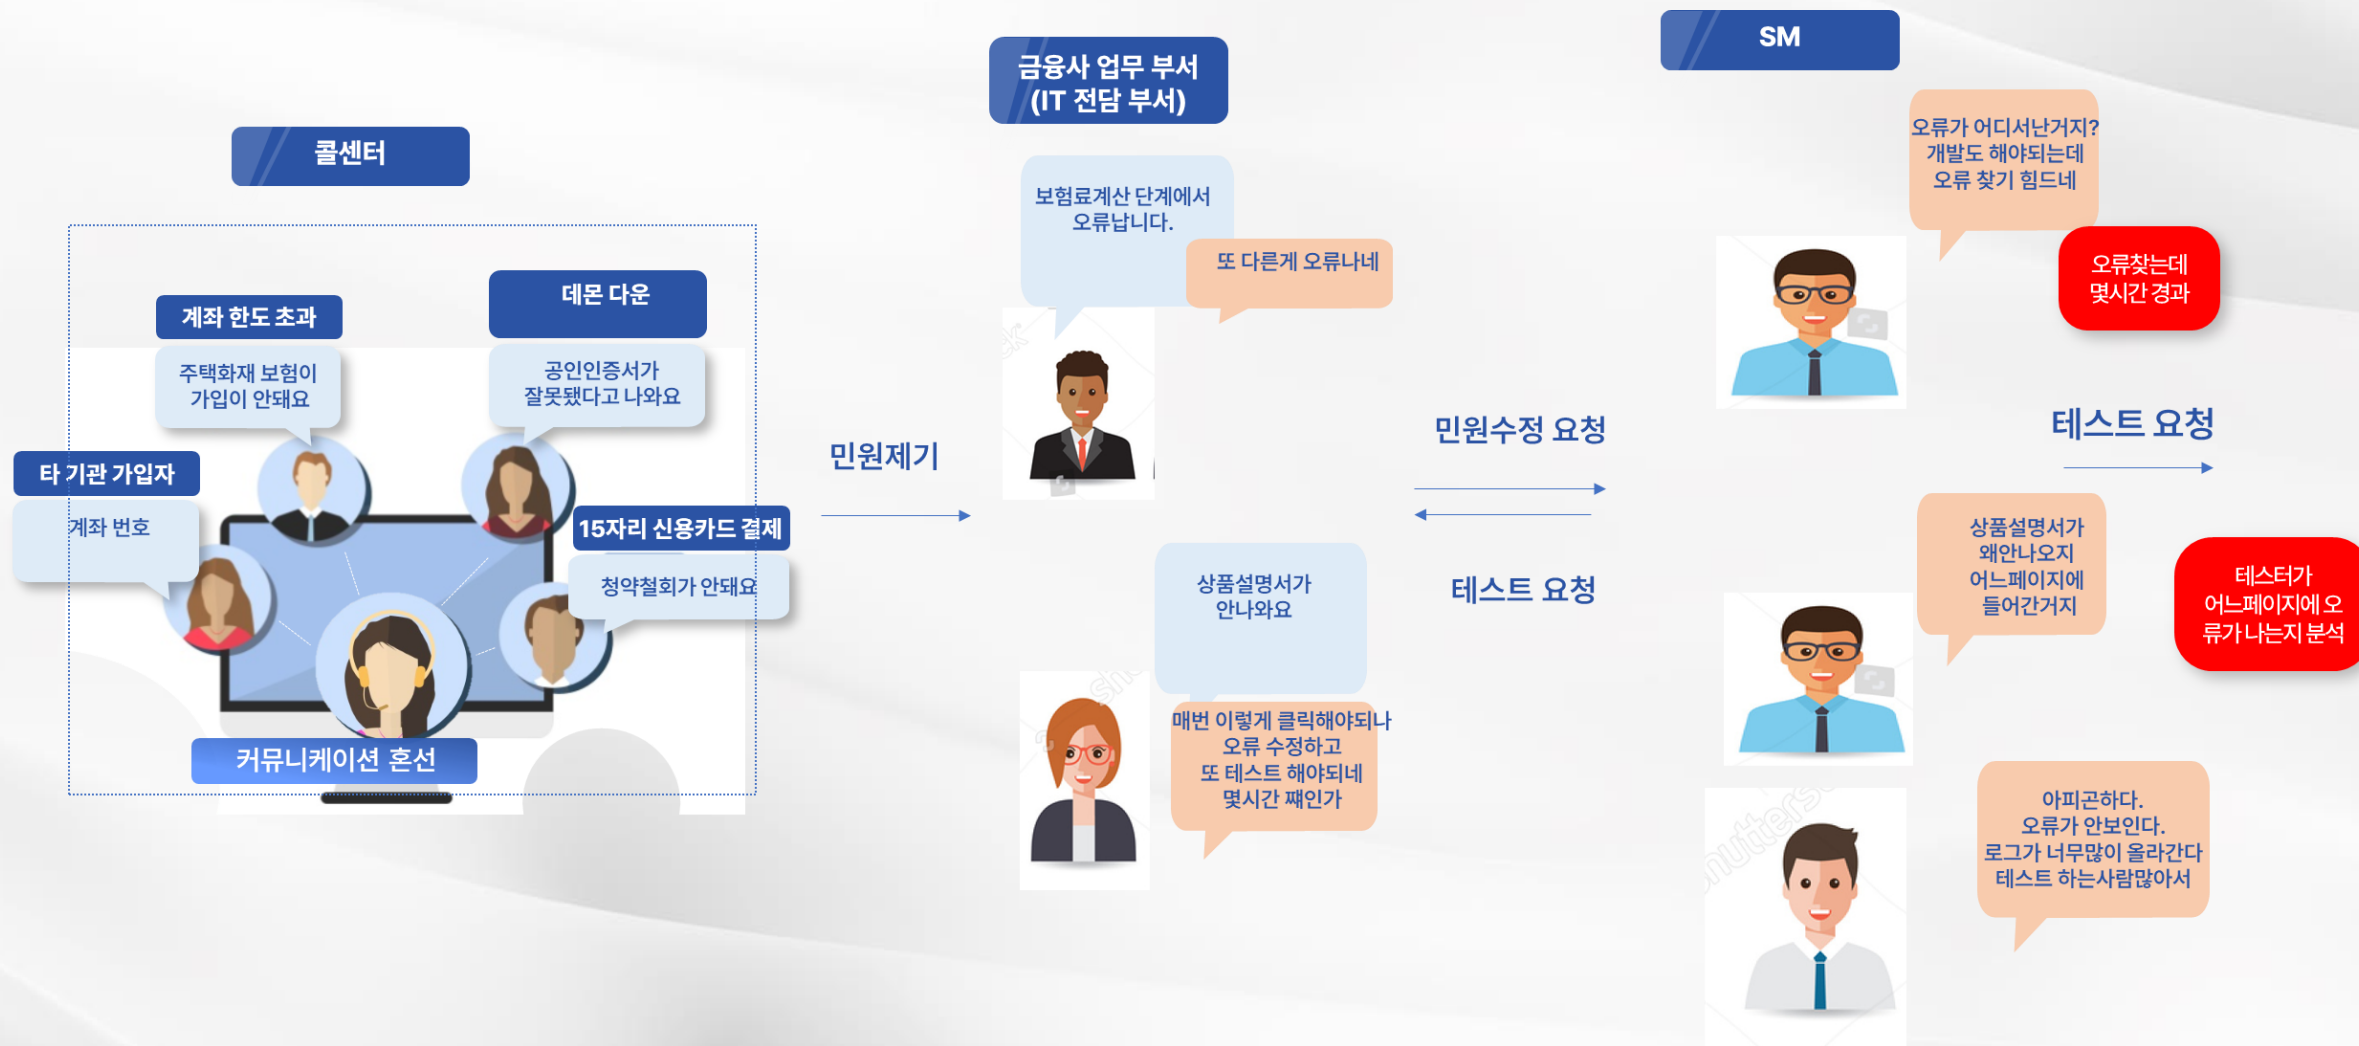 콜센터
계좌 한도 초과
주택화재 보험이
가입이 안돼요
데몬 다운
공인인증서가
잘못됐다고 나와요
타 기관 가입자
계좌 번호
15자리 신용카드 결제
청약철회가 안돼요
커뮤니케이션 혼선
민원제기
금융사 업무 부서
(IT 전담 부서)
보험료계산 단계에서
오류납니다.
또 다른게 오류나네
상품설명서가
안나와요
매번 이렇게 클릭해야되나
오류 수정하고
또 테스트 해야되네
몇시간 째인가
민원수정 요청
테스트 요청
SM
오류가 어디서난거지?
개발도 해야되는데
오류 찾기 힘드네
오류찾는데
몇시간 경과
테스트 요청
상품설명서가
왜안나오지
어느페이지에
들어간거지
테스터가
어느페이지에 오
류가 나는지 분석
아피곤하다.
오류가 안보인다.
로그가 너무많이 올라간다
테스트 하는사람많아서